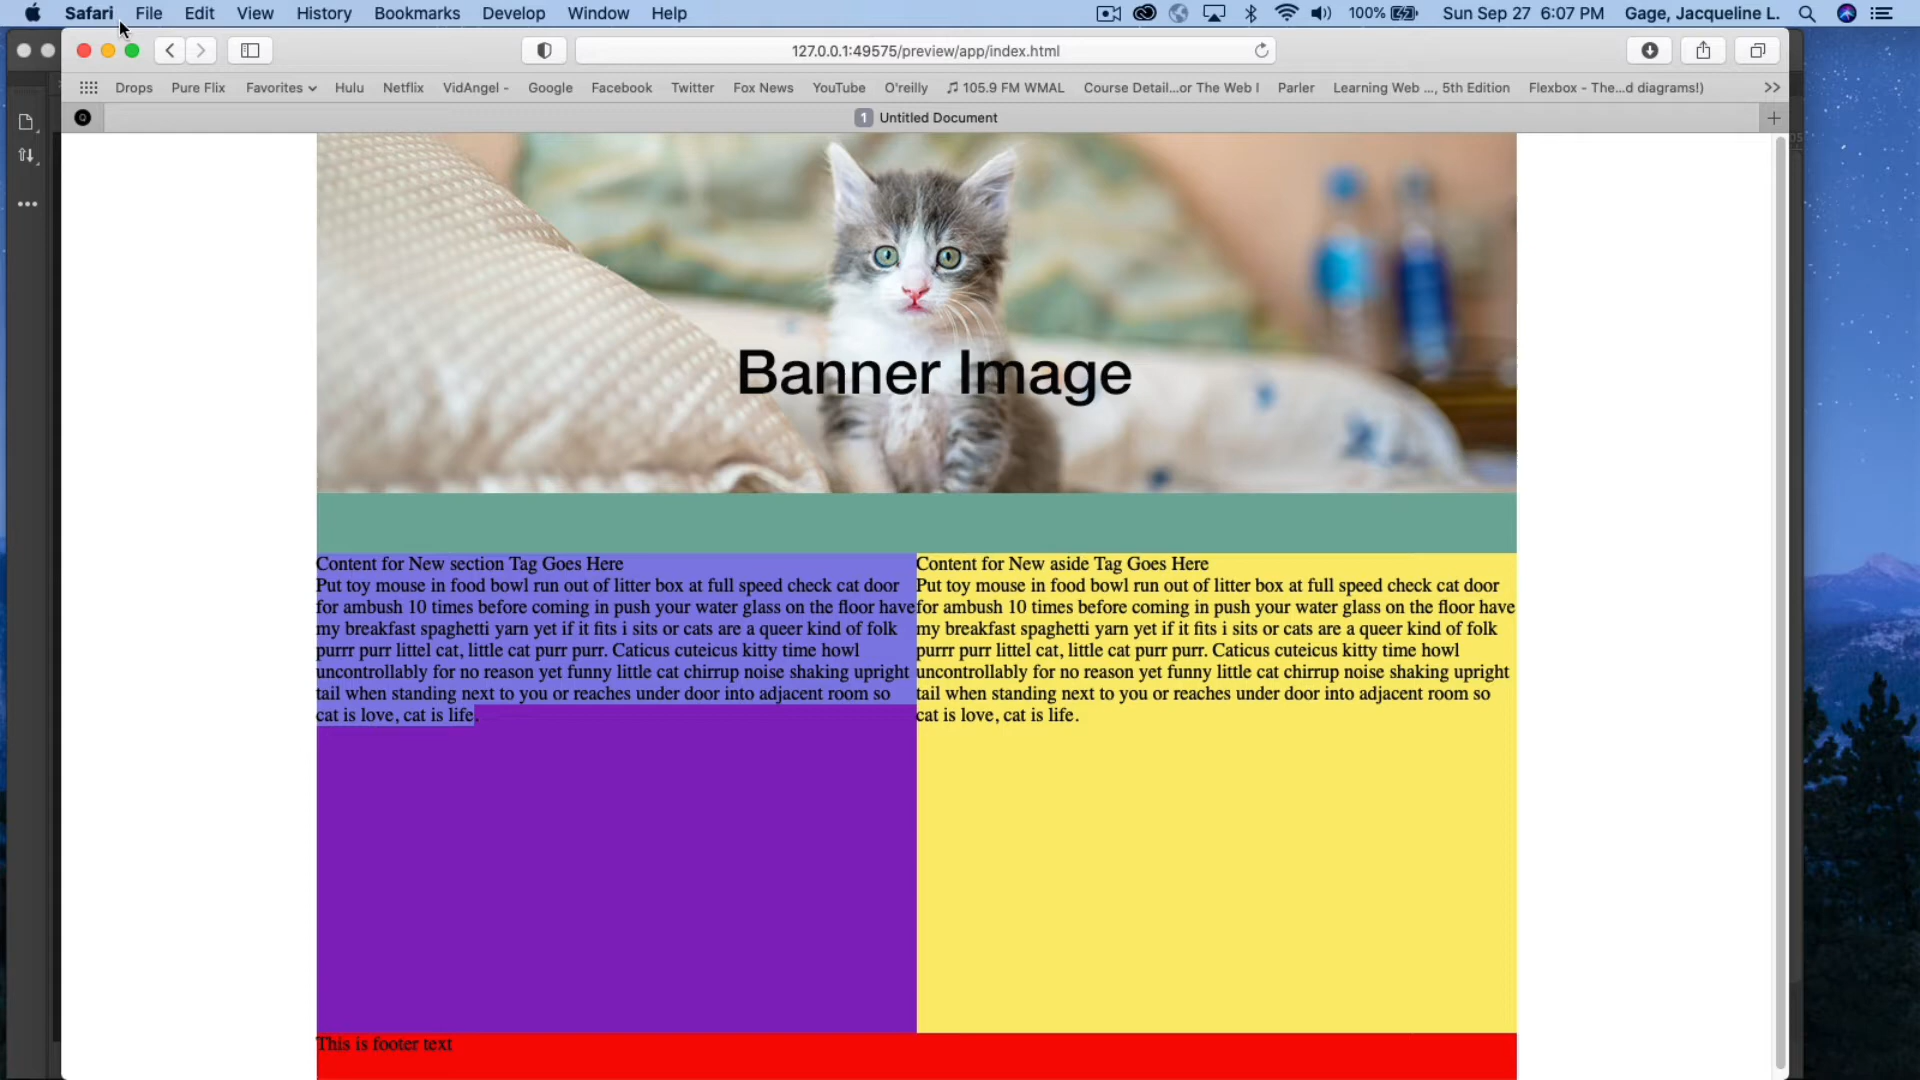 Safari File Edit View History Bookmarks Develop Window Help 100% Sun Sep 27 6:07 PM Gage, Jacqueline L.
127.0.0.1:49575/preview/app/index.html
Drops Pure Flix Favorites Hulu Netflix VidAngel - Google Facebook Twitter Fox News YouTube O'reilly 105.9 FM WMAL Course Detail...or The Web I Parler Learning Web ..., 5th Edition Flexbox - The...d diagrams!)
1 Untitled Document
Banner Image
Content for New section Tag Goes Here
Put toy mouse in food bowl run out of litter box at full speed check cat door
for ambush 10 times before coming in push your water glass on the floor have
my breakfast spaghetti yarn yet if it fits i sits or cats are a queer kind of folk
purrr purr littel cat, little cat purr purr. Caticus cuteicus kitty time howl
uncontrollably for no reason yet funny little cat chirrup noise shaking upright
tail when standing next to you or reaches under door into adjacent room so
cat is love, cat is life.
Content for New aside Tag Goes Here
Put toy mouse in food bowl run out of litter box at full speed check cat door
for ambush 10 times before coming in push your water glass on the floor have
my breakfast spaghetti yarn yet if it fits i sits or cats are a queer kind of folk
purrr purr littel cat, little cat purr purr. Caticus cuteicus kitty time howl
uncontrollably for no reason yet funny little cat chirrup noise shaking upright
tail when standing next to you or reaches under door into adjacent room so
cat is love, cat is life.
This is footer text